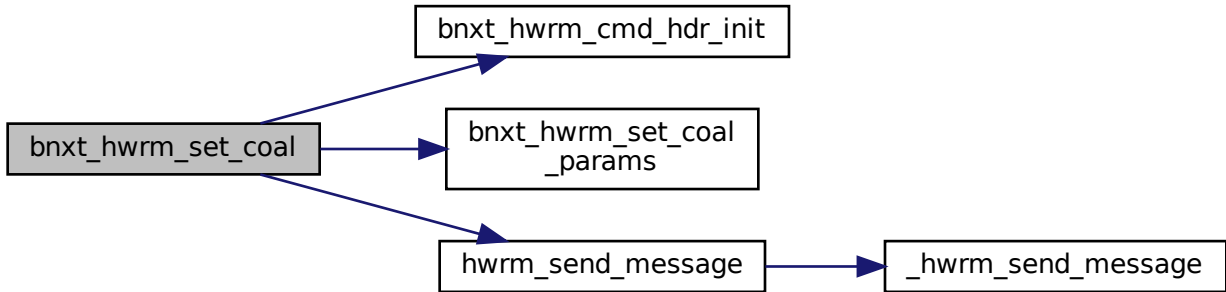 bnxt_hwrm_cmd_hdr_init
bnxt_hwrm_set_coal
bnxt_hwrm_set_coal
_params
hwrm_send_message
_hwrm_send_message